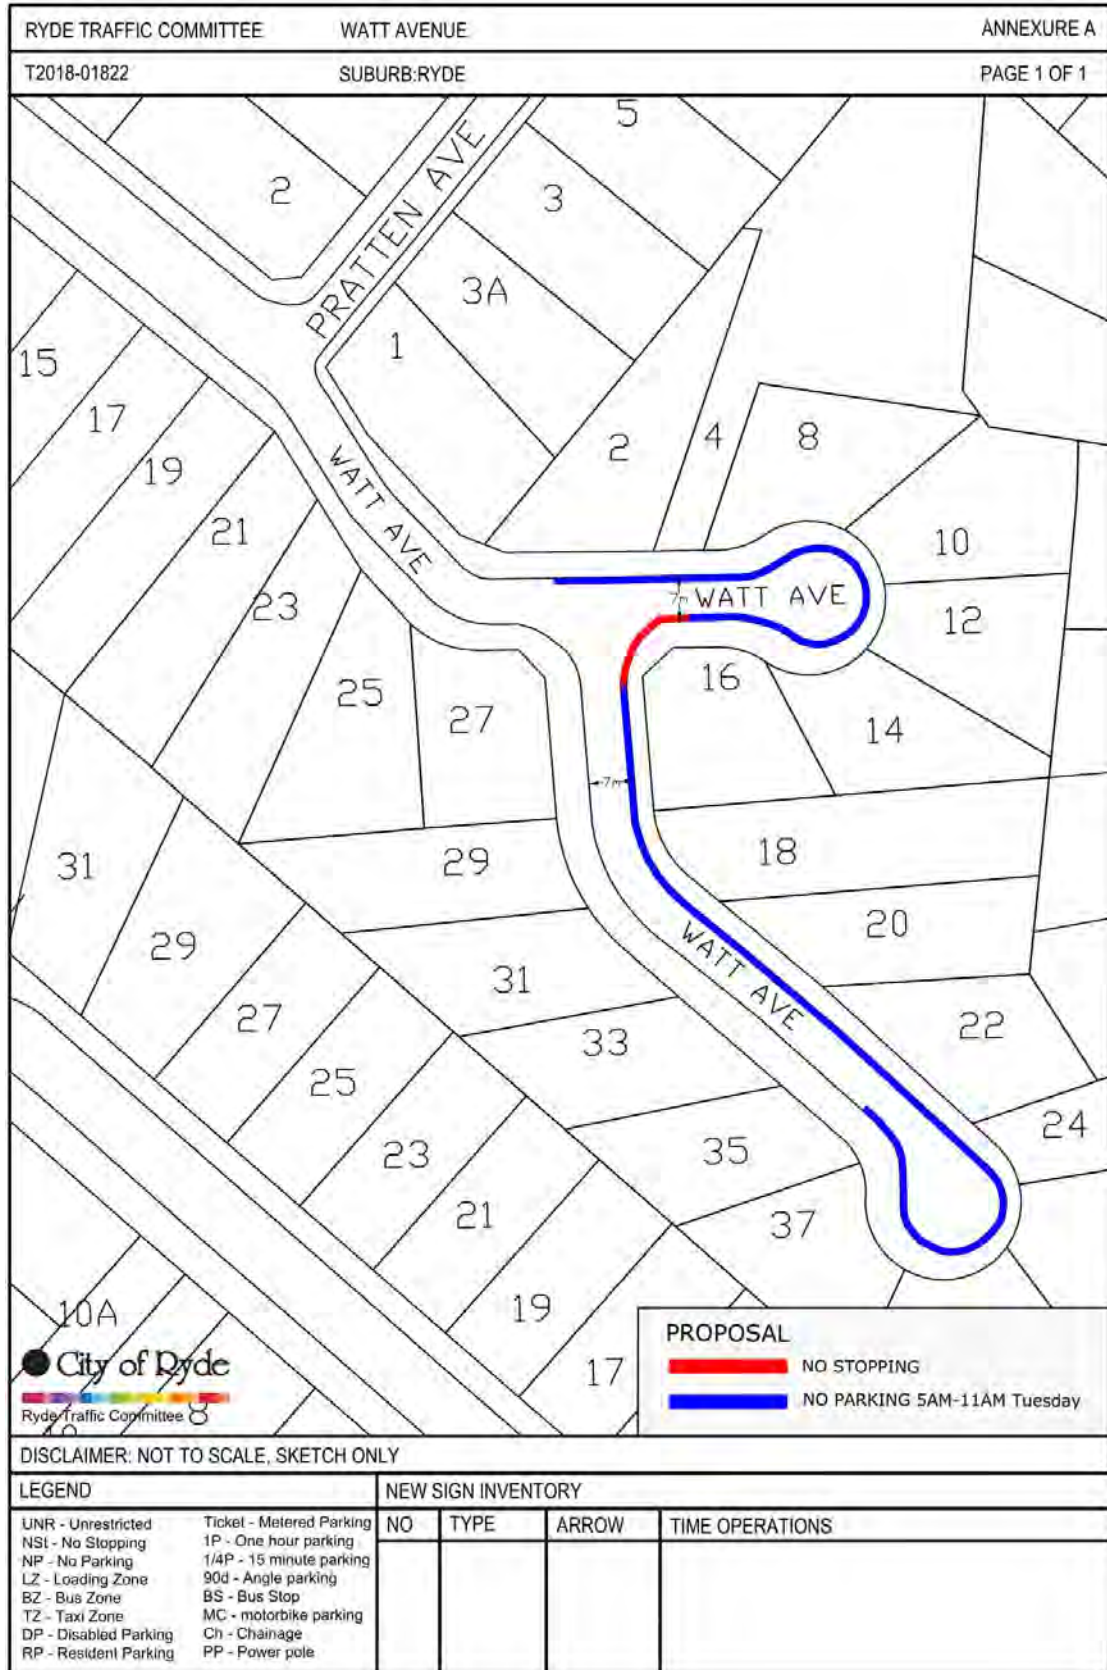 RYDE TRAFFIC COMMITTEE WATT AVENUE ANNEXURE A
T2018-01822 SUBURB:RYDE PAGE 1 OF 1
5
2
PRATTEN AVE
3
3A
1
15
17
19
21
23
25
27
WATT AVE
2
4
8
10
12
7m WATT AVE
16
14
7m
18
29
31
29
20
31
27
WATT AVE
22
33
25
24
35
23
21
37
19
10A
17
City of Ryde
Ryde Traffic Committee
8
PROPOSAL
NO STOPPING
NO PARKING 5AM-11AM Tuesday
DISCLAIMER: NOT TO SCALE, SKETCH ONLY
LEGEND
UNR - Unrestricted
NSt - No Stopping
NP - No Parking
LZ - Loading Zone
BZ - Bus Zone
TZ - Taxi Zone
DP - Disabled Parking
RP - Resident Parking
Ticket - Metered Parking
1P - One hour parking
1/4P - 15 minute parking
90d - Angle parking
BS - Bus Stop
MC - motorbike parking
Ch - Chainage
PP - Power pole
NEW SIGN INVENTORY
NO TYPE ARROW TIME OPERATIONS